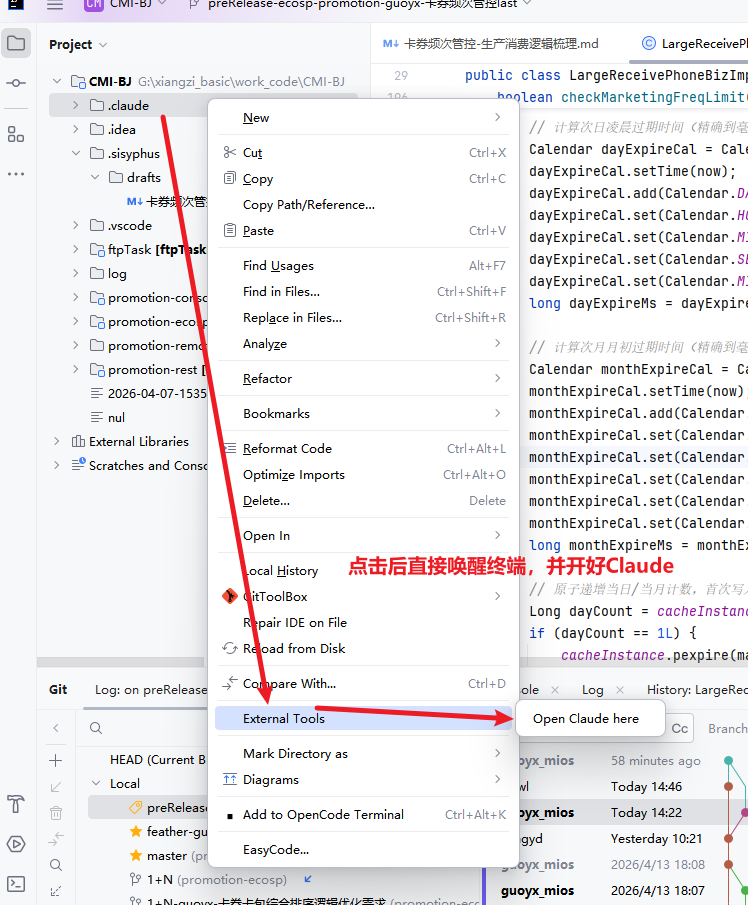 CM CMI-BJ preRelease-ecosp-promotion-guoyx-卡券频次管控last
Project
CMI-BJ G:\xiangzi_basic\work_code\CMI-BJ
.claude
.idea
.sisyphus
drafts
M↓ 卡券频次管
.vscode
ftpTask [ftpTask
log
promotion-consc
promotion-ecosp
promotion-remo
promotion-rest [
2026-04-07-1535
nul
External Libraries
Scratches and Consc
New
Cut Ctrl+X
Copy Ctrl+C
Copy Path/Reference...
Paste Ctrl+V
Find Usages Alt+F7
Find in Files... Ctrl+Shift+F
Replace in Files... Ctrl+Shift+R
Analyze
Refactor
Bookmarks
Reformat Code Ctrl+Alt+L
Optimize Imports Ctrl+Alt+O
Delete... Delete
Open In
Local History
GitToolBox
Repair IDE on File
Reload from Disk
Compare With... Ctrl+D
External Tools
Mark Directory as
Diagrams
Add to OpenCode Terminal Ctrl+Alt+K
EasyCode...
Open Claude here
点击后直接唤醒终端，并开好Claude
M↓ 卡券频次管控-生产消费逻辑梳理.md
© LargeReceivePl
29 public class LargeReceivePhoneBizImp
boolean checkMarketingFreqLimit(
// 计算次日凌晨过期时间（精确到毫
Calendar dayExpireCal = Cale
dayExpireCal.setTime(now);
dayExpireCal.add(Calendar.DA
dayExpireCal.set(Calendar.HO
dayExpireCal.set(Calendar.MI
dayExpireCal.set(Calendar.SE
dayExpireCal.set(Calendar.MI
long dayExpireMs = dayExpire
// 计算次月月初过期时间（精确到毫
Calendar monthExpireCal = Ca
monthExpireCal.setTime(now)
monthExpireCal.add(Calendar
monthExpireCal.set(Calendar
monthExpireCal.set(Calendar
monthExpireCal.set(Calendar
monthExpireCal.set(Calendar
monthExpireCal.set(Calendar
long monthExpireMs = monthEx
// 原子递增当日/当月计数，首次写入
Long dayCount = cacheInstanc
if (dayCount == 1L) {
cacheInstance.pexpire(ma
Git Log: on preRelease
ole Log History: LargeRec
HEAD (Current B
Local
preRelease
feather-gu
master (promotion-ecosp)
1+N (promotion-ecosp)
1+N-guoyx-卡券卡包综合排序逻辑优化需求 (promotion-ecos
Cc Branch
guoyx_mios 58 minutes ago
wl Today 14:46
guoyx_mios Today 14:22
gyd Yesterday 10:21
guoyx_mios 2026/4/13 18:08
guoyx_mios 2026/4/13 18:07